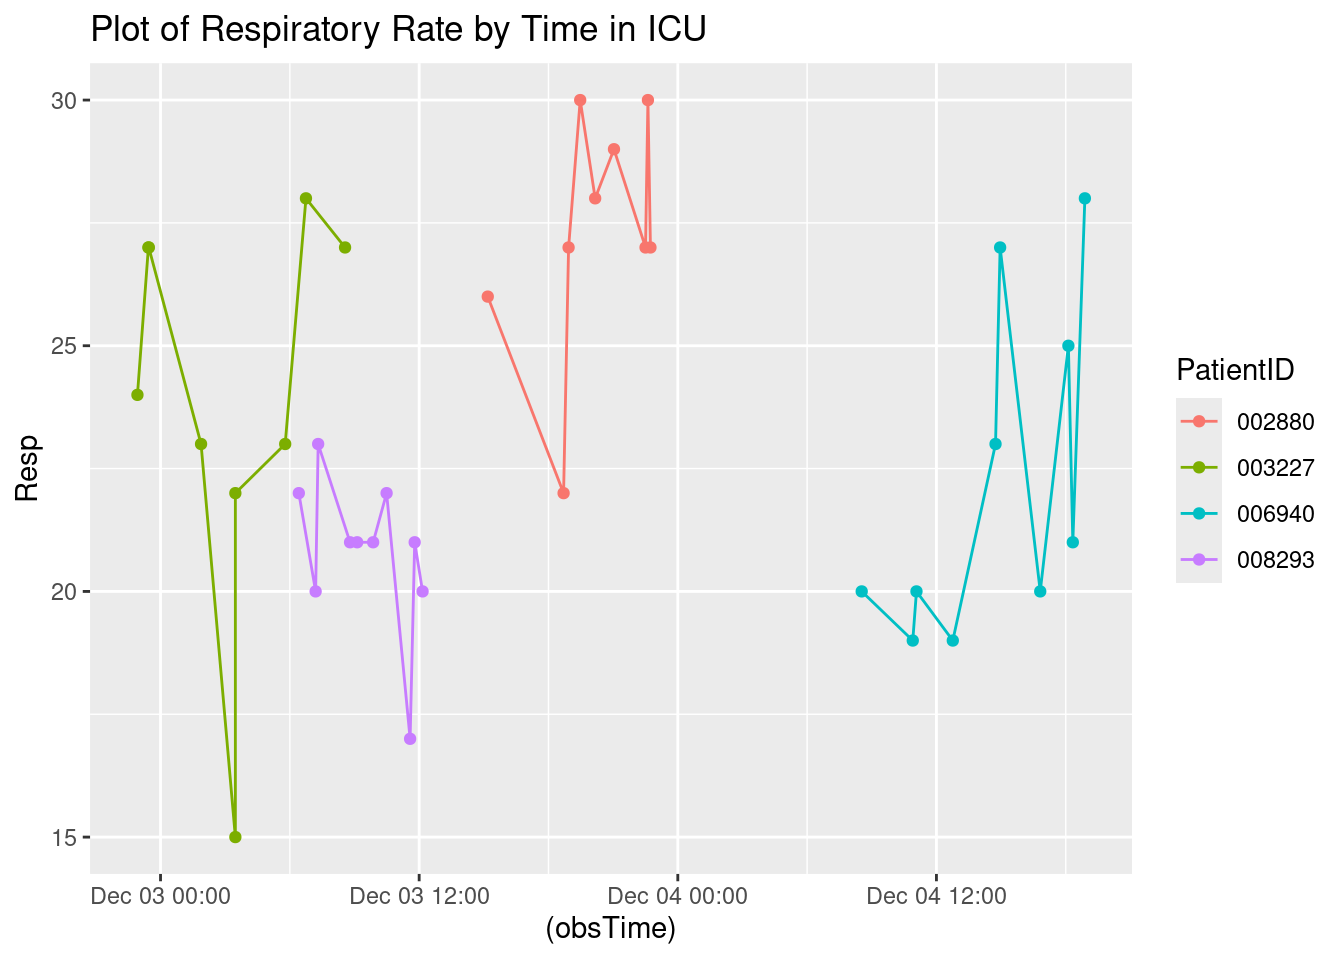 Plot of Respiratory Rate by Time in ICU
30
25
20
15
Resp
Dec 03 00:00
Dec 03 12:00
Dec 04 00:00
Dec 04 12:00
(obsTime)
PatientID
002880
003227
006940
008293